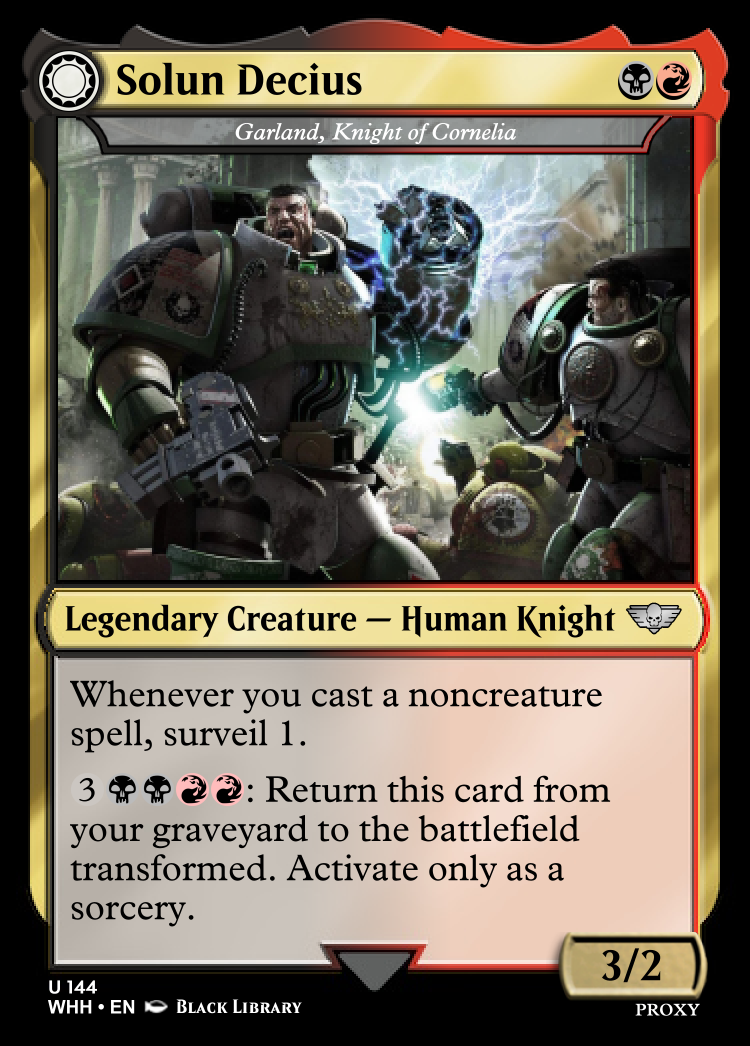 Solun Decius
Garland, Knight of Cornelia
Legendary Creature — Human Knight
Whenever you cast a noncreature
spell, surveil 1.
3 : Return this card from
your graveyard to the battlefield
transformed. Activate only as a
sorcery.
3/2
U 144
WHH • EN BLACK LIBRARY
PROXY